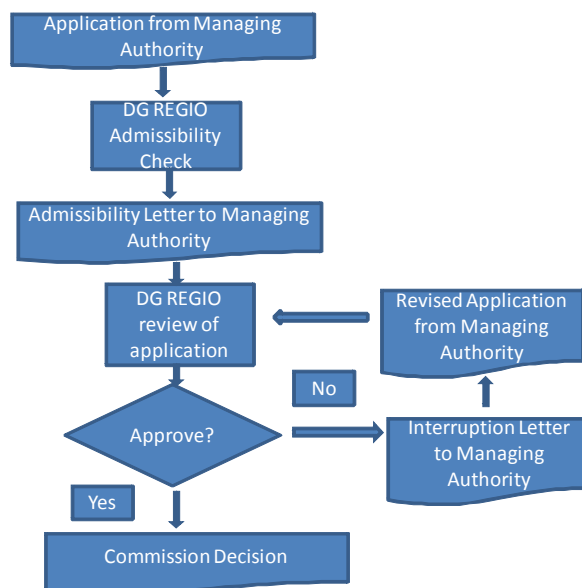 Application from Managing
Authority
DG REGIO
Admissibility
Check
Admissibility Letter to Managing
Authority
DG REGIO
review of
application
Revised Application
from Managing
Authority
No
Approve?
Interruption Letter
to Managing
Authority
Yes
Commission Decision